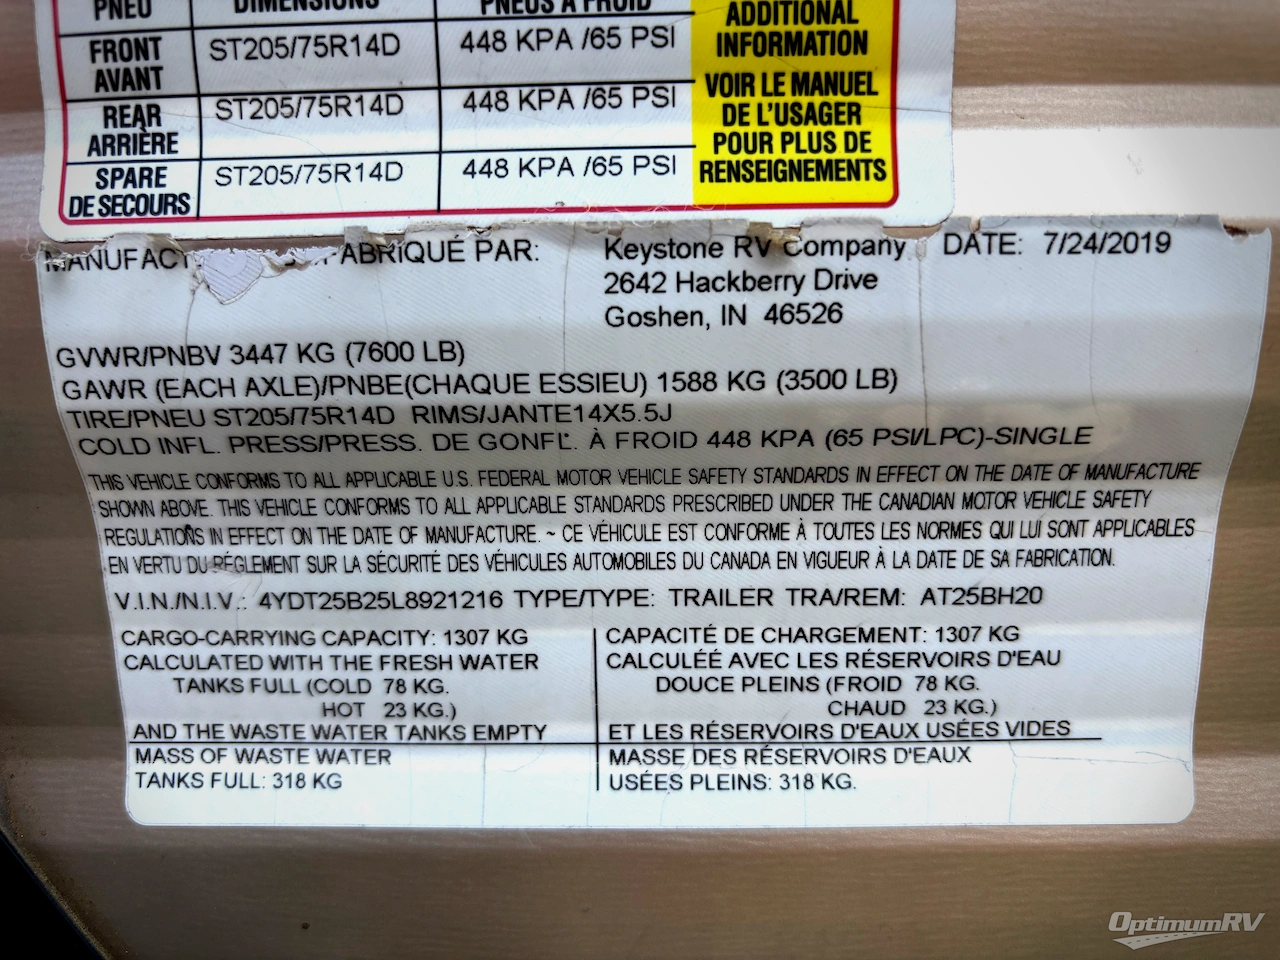 PNEU DIMENSIONS PNEUS À FROID
FRONT ST205/75R14D 448 KPA /65 PSI
AVANT
REAR ST205/75R14D 448 KPA /65 PSI
ARRIÈRE
SPARE ST205/75R14D 448 KPA /65 PSI
DE SECOURS
ADDITIONAL
INFORMATION
VOIR LE MANUEL
DE L'USAGER
POUR PLUS DE
RENSEIGNEMENTS
FABRIQUÉ PAR: Keystone RV Company DATE: 7/24/2019
2642 Hackberry Drive
Goshen, IN 46526
GVWR/PNBV 3447 KG (7600 LB)
GAWR (EACH AXLE)/PNBE(CHAQUE ESSIEU) 1588 KG (3500 LB)
TIRE/PNEU ST205/75R14D RIMS/JANTE14X5.5J
COLD INFL. PRESS/PRESS. DE GONFL. À FROID 448 KPA (65 PSI/LPC)-SINGLE
THIS VEHICLE CONFORMS TO ALL APPLICABLE U.S. FEDERAL MOTOR VEHICLE SAFETY STANDARDS IN EFFECT ON THE DATE OF MANUFACTURE
SHOWN ABOVE. THIS VEHICLE CONFORMS TO ALL APPLICABLE STANDARDS PRESCRIBED UNDER THE CANADIAN MOTOR VEHICLE SAFETY
REGULATIONS IN EFFECT ON THE DATE OF MANUFACTURE. ~ CE VÉHICULE EST CONFORME À TOUTES LES NORMES QUI LUI SONT APPLICABLES
EN VERTU DU RÉGLEMENT SUR LA SÉCURITÉ DES VÉHICULES AUTOMOBILES DU CANADA EN VIGUEUR À LA DATE DE SA FABRICATION.
V.I.N./N.I.V.: 4YDT25B25L8921216 TYPE/TYPE: TRAILER TRA/REM: AT25BH20
CARGO-CARRYING CAPACITY: 1307 KG
CALCULATED WITH THE FRESH WATER
TANKS FULL (COLD 78 KG.
HOT 23 KG.)
AND THE WASTE WATER TANKS EMPTY
MASS OF WASTE WATER
TANKS FULL: 318 KG
CAPACITÉ DE CHARGEMENT: 1307 KG
CALCULÉE AVEC LES RÉSERVOIRS D'EAU
DOUCE PLEINS (FROID 78 KG.
CHAUD 23 KG.)
ET LES RÉSERVOIRS D'EAUX USÉES VIDES
MASSE DES RÉSERVOIRS D'EAUX
USÉES PLEINS: 318 KG.
OptimumRV